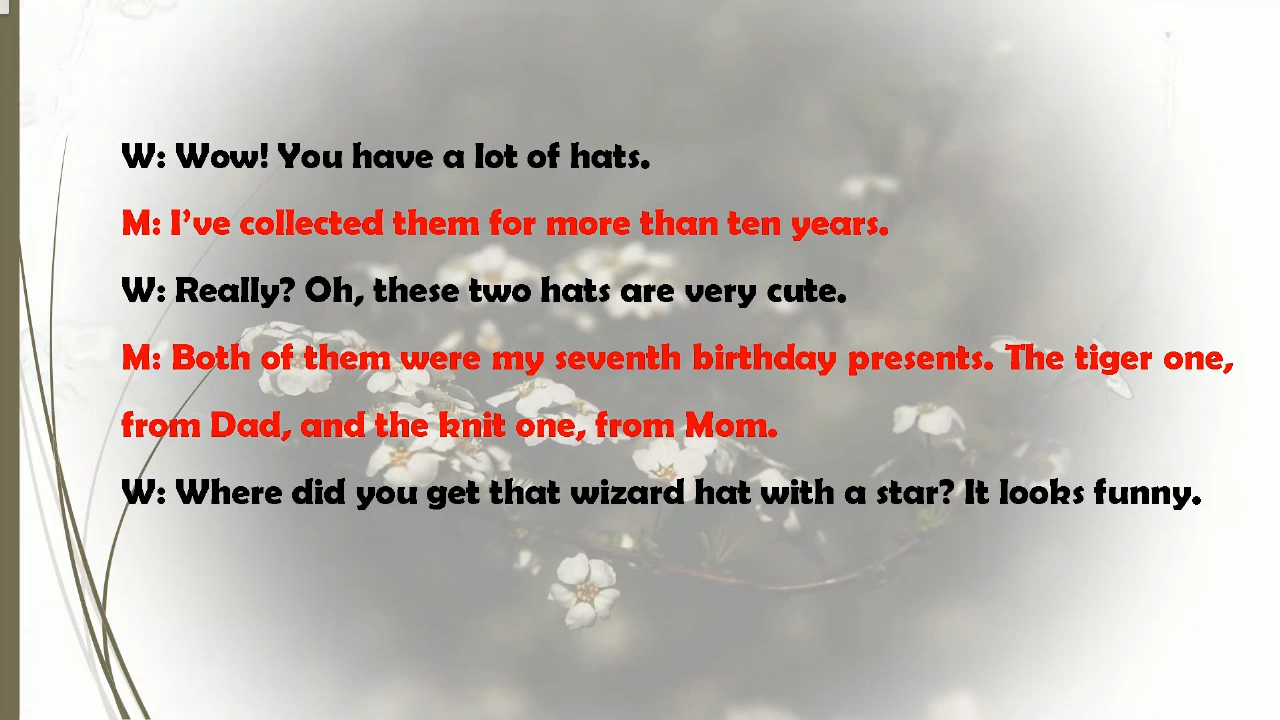 W: Wow! You have a lot of hats.
M: I’ve collected them for more than ten years.
W: Really? Oh, these two hats are very cute.
M: Both of them were my seventh birthday presents. The tiger one,
from Dad, and the knit one, from Mom.
W: Where did you get that wizard hat with a star? It looks funny.